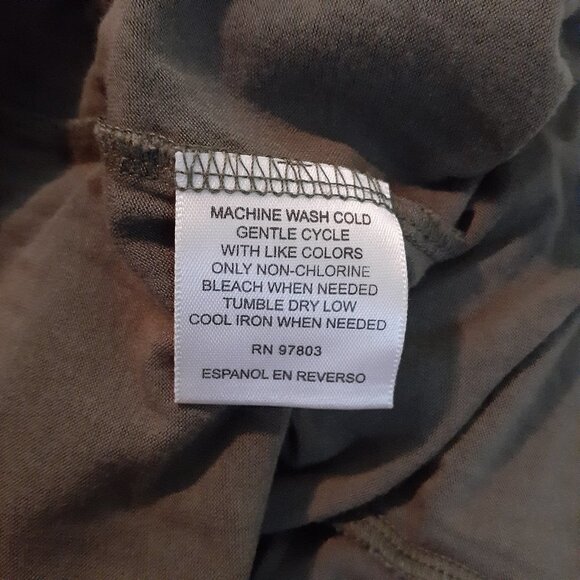 MACHINE WASH COLD
GENTLE CYCLE
WITH LIKE COLORS
ONLY NON-CHLORINE
BLEACH WHEN NEEDED
TUMBLE DRY LOW
COOL IRON WHEN NEEDED
RN 97803
ESPANOL EN REVERSO